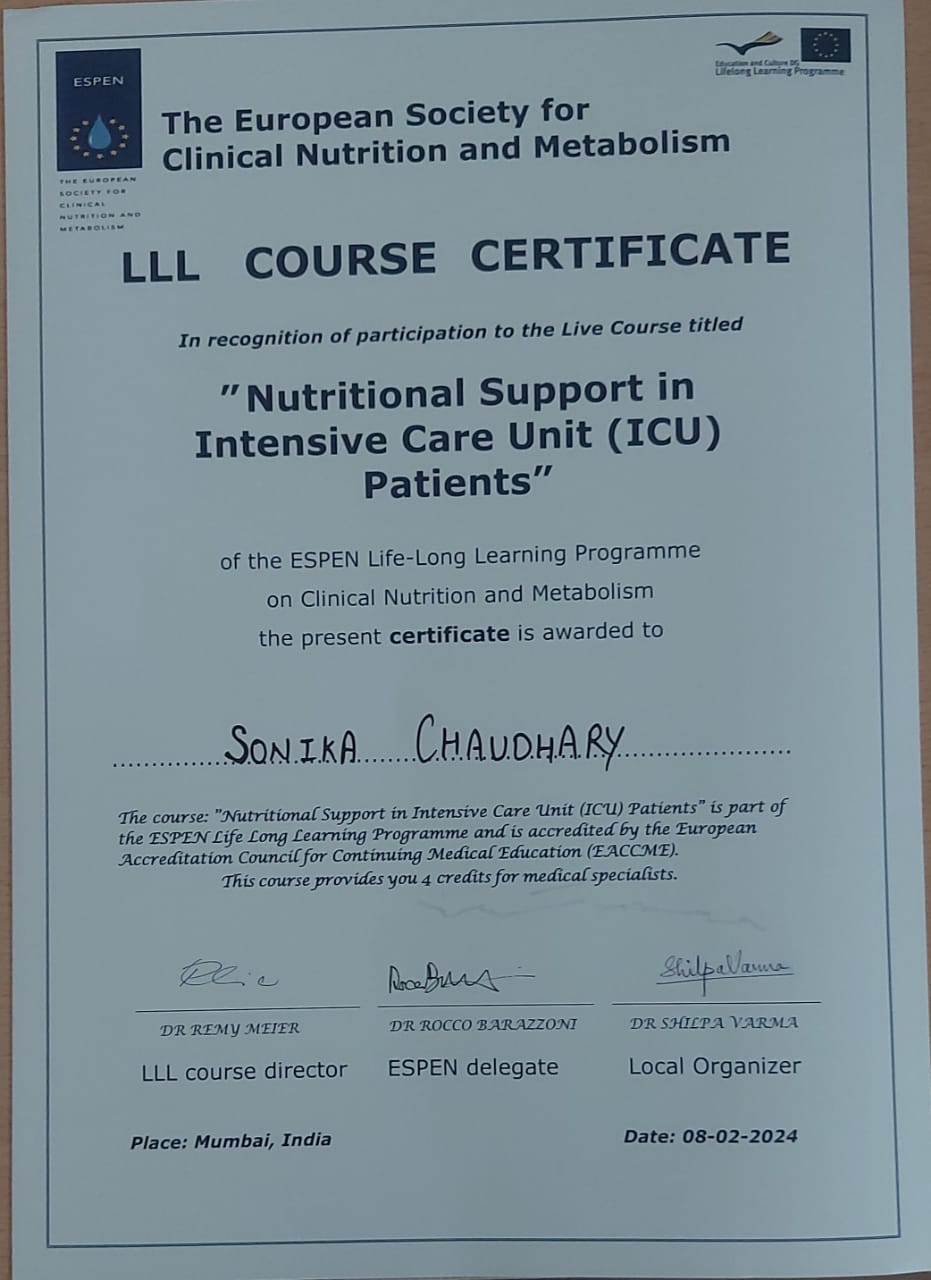 ESPEN
THE EUROPEAN
SOCIETY FOR
CLINICAL
NUTRITION AND
METABOLISM
Education and Culture DG
Lifelong Learning Programme
The European Society for
Clinical Nutrition and Metabolism
LLL COURSE CERTIFICATE
In recognition of participation to the Live Course titled
"Nutritional Support in
Intensive Care Unit (ICU)
Patients"
of the ESPEN Life-Long Learning Programme
on Clinical Nutrition and Metabolism
the present certificate is awarded to
SONIKA CHAUDHARY
The course: "Nutritional Support in Intensive Care Unit (ICU) Patients" is part of
the ESPEN Life Long Learning Programme and is accredited by the European
Accreditation Council for Continuing Medical Education (EACCME).
This course provides you 4 credits for medical specialists.
Shilpa Varma
DR REMY MEIER
DR ROCCO BARAZZONI
DR SHILPA VARMA
LLL course director
ESPEN delegate
Local Organizer
Place: Mumbai, India
Date: 08-02-2024